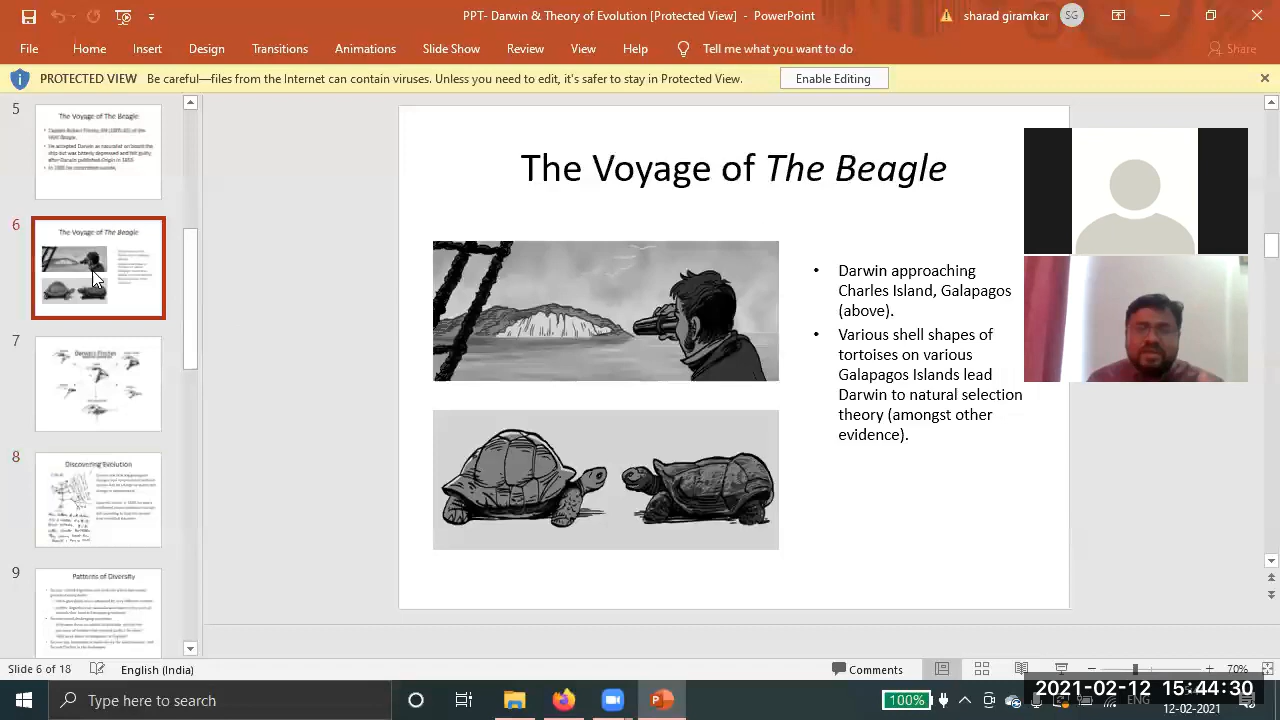 PPT- Darwin & Theory of Evolution [Protected View] - PowerPoint
sharad giramkar
SG
File Home Insert Design Transitions Animations Slide Show Review View Help Tell me what you want to do Share
PROTECTED VIEW Be careful—files from the Internet can contain viruses. Unless you need to edit, it's safer to stay in Protected View. Enable Editing
5
The Voyage of The Beagle
6
The Voyage of The Beagle
7
Darwin's Finches
8
Discovering Evolution
9
Patterns of Diversity
The Voyage of The Beagle
• Darwin approaching
Charles Island, Galapagos
(above).
• Various shell shapes of
tortoises on various
Galapagos Islands lead
Darwin to natural selection
theory (amongst other
evidence).
Slide 6 of 18 English (India) Comments 70%
Type here to search
100%
ENG
2021-02-12 15:44:30
12-02-2021